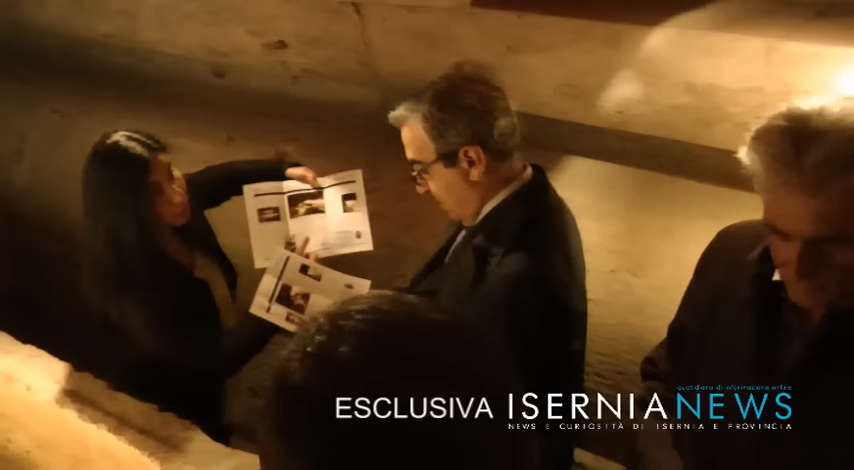 quotidiano di informazione online
ESCLUSIVA ISERNIANEWS
NEWS E CURIOSITÀ DI ISERNIA E PROVINCIA